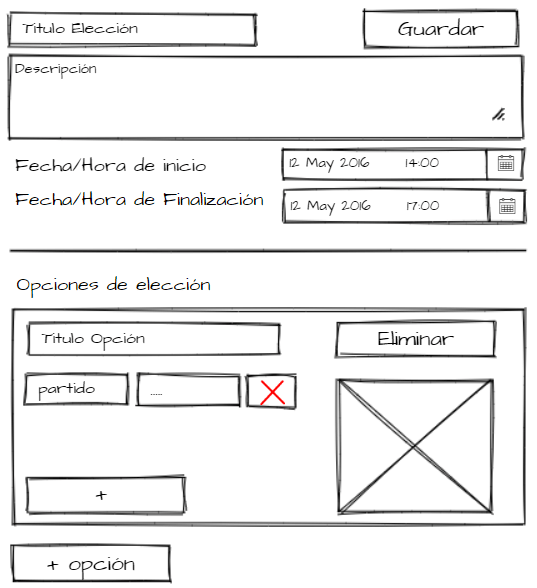 Titulo Elección
Guardar
Descripción
Fecha/Hora de inicio
12 May 2016 14:00
Fecha/Hora de Finalización
12 May 2016 17:00
Opciones de elección
Titulo Opción
Eliminar
partido
.....
+
+ opción